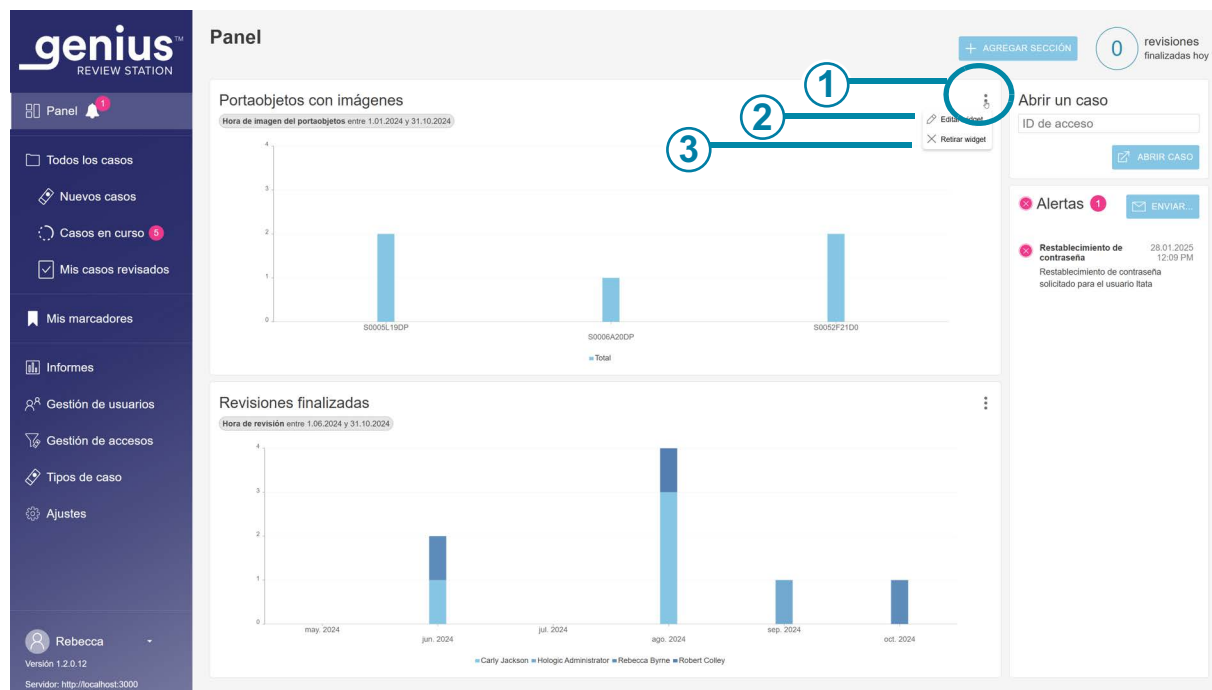 genius™
REVIEW STATION
Panel 1
Todos los casos
Nuevos casos
Casos en curso 5
Mis casos revisados
Mis marcadores
Informes
Gestión de usuarios
Gestión de accesos
Tipos de caso
Ajustes
Rebecca
Versión 1.2.0.12
Servidor: http://localhost:3000
Panel
+ AGREGAR SECCIÓN
0 revisiones
finalizadas hoy
1
2
3
Portaobjetos con imágenes
Hora de imagen del portaobjetos entre 1.01.2024 y 31.10.2024
Editar widget
Retirar widget
4
3
2
1
0
S0005L19DP
S0006A20DP
S0052F21D0
Total
Revisiones finalizadas
Hora de revisión entre 1.06.2024 y 31.10.2024
4
3
2
1
0
may. 2024
jun. 2024
jul. 2024
ago. 2024
sep. 2024
oct. 2024
Carly Jackson Hologic Administrator Rebecca Byrne Robert Colley
Abrir un caso
ID de acceso
ABRIR CASO
Alertas 1
ENVIAR...
Restablecimiento de 28.01.2025
contraseña 12:09 PM
Restablecimiento de contraseña
solicitado para el usuario ltata